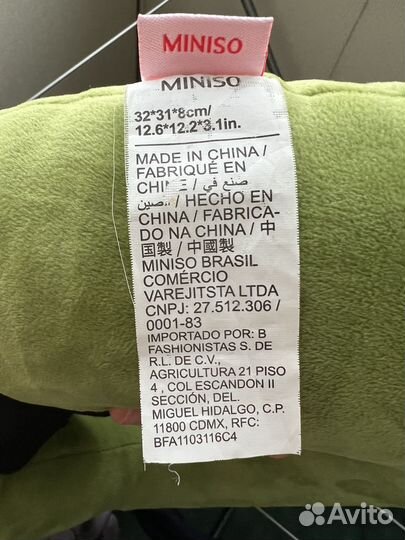 MINISO
MINISO
32*31*8cm/
12.6*12.2*3.1in.
MADE IN CHINA /
FABRIQUÉ EN
صنع في /
/ HECHO EN
CHINA / FABRICA-
DO NA CHINA / 中
国製 / 中國製
MINISO BRASIL
COMÉRCIO
VAREJITSTA LTDA
CNPJ: 27.512.306 /
0001-83
IMPORTADO POR: B
FASHIONISTAS S. DE
R.L. DE C.V.,
AGRICULTURA 21 PISO
4 , COL ESCANDON II
SECCIÓN, DEL.
MIGUEL HIDALGO, C.P.
11800 CDMX, RFC:
BFA1103116C4
Avito